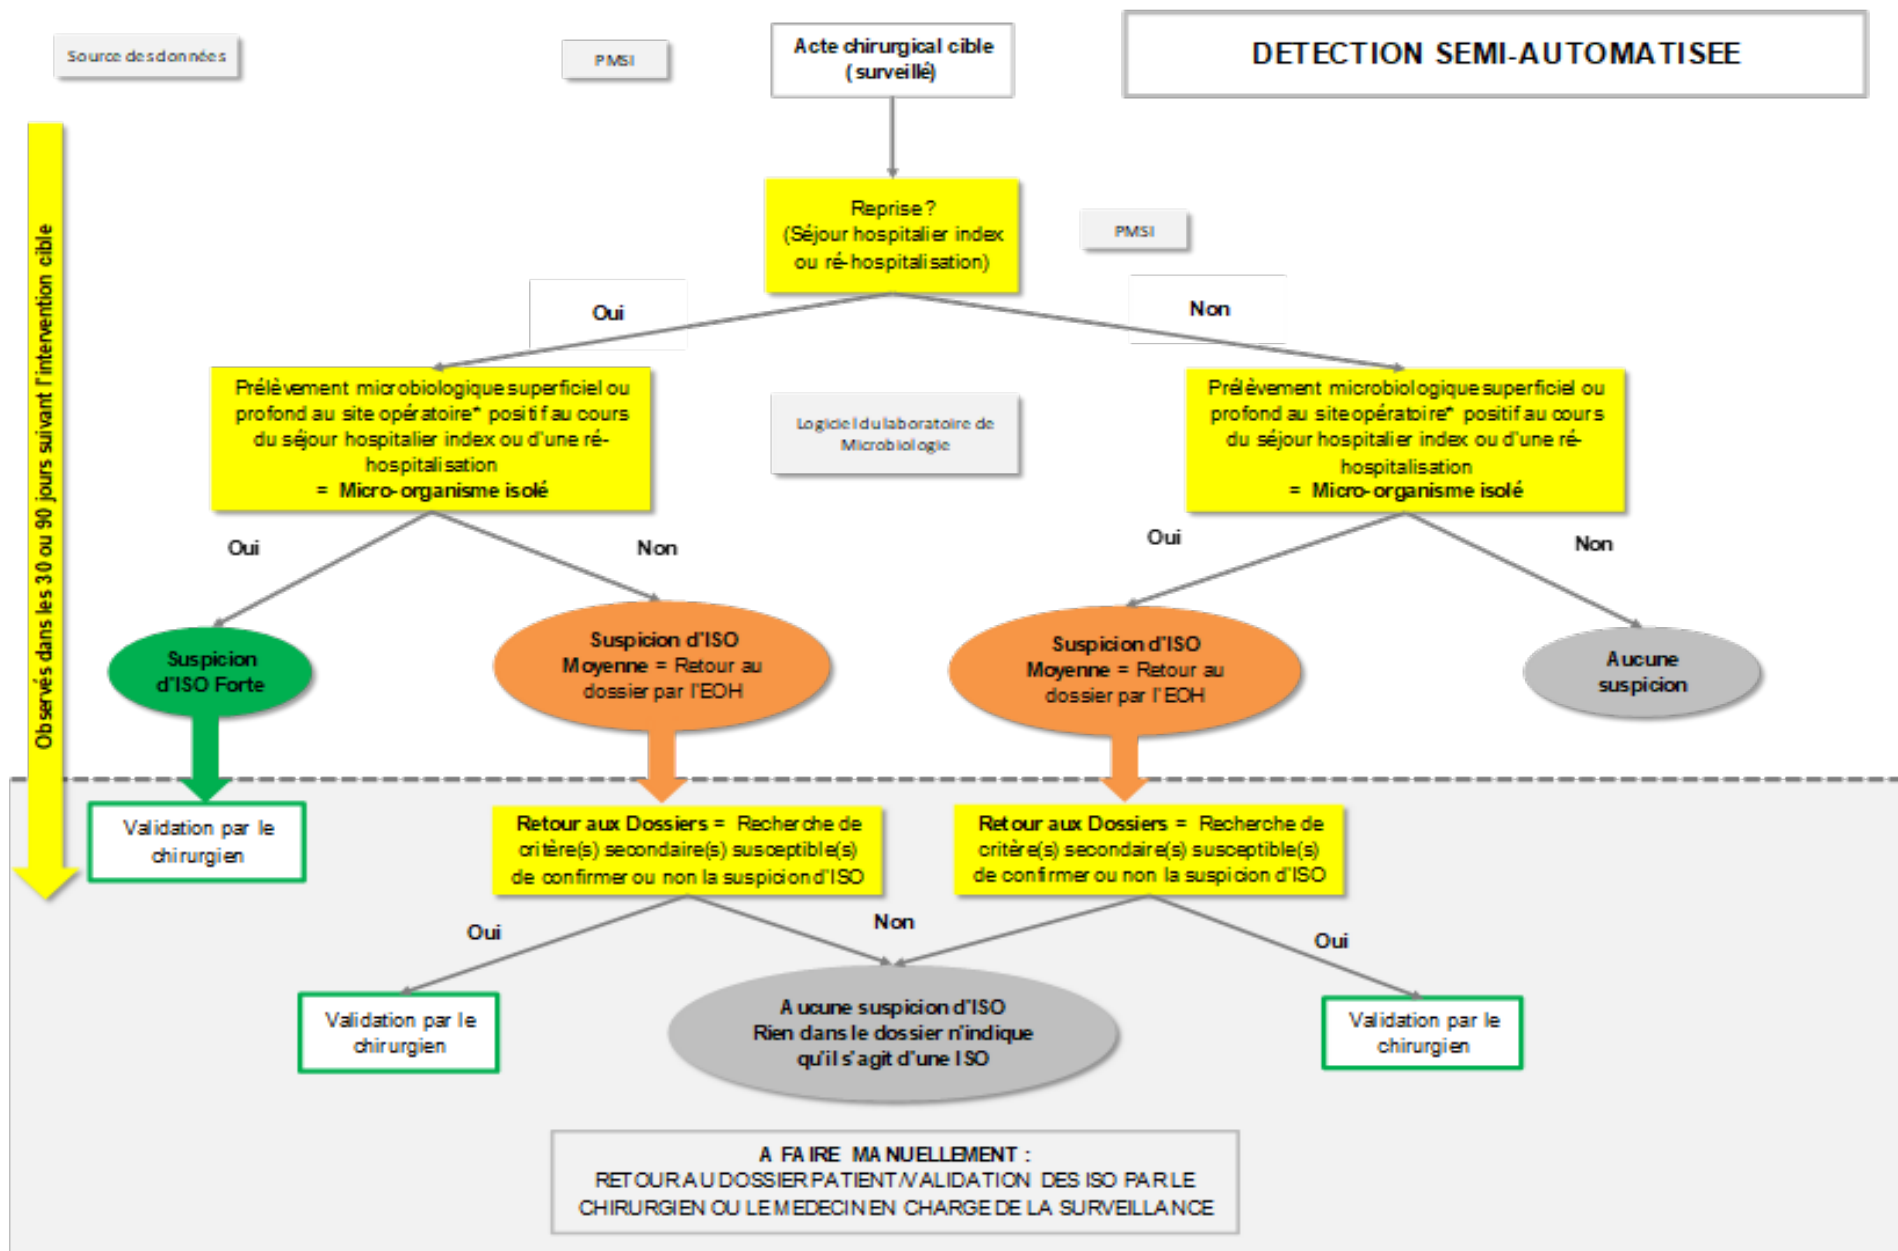 Source des données
PMSI
Acte chirurgical cible
(surveillé)
DETECTION SEMI-AUTOMATISEE
Observés dans les 30 ou 90 jours suivant l'intervention cible
Reprise ?
(Séjour hospitalier index
ou ré-hospitalisation)
PMSI
Oui
Non
Prélèvement microbiologique superficiel ou
profond au site opératoire* positif au cours
du séjour hospitalier index ou d'une ré-
hospitalisation
= Micro-organisme isolé
Logiciel du laboratoire de
Microbiologie
Prélèvement microbiologique superficiel ou
profond au site opératoire* positif au cours
du séjour hospitalier index ou d'une ré-
hospitalisation
= Micro-organisme isolé
Oui
Non
Oui
Non
Suspicion
d'ISO Forte
Suspicion d'ISO
Moyenne = Retour au
dossier par l'EOH
Suspicion d'ISO
Moyenne = Retour au
dossier par l'EOH
Aucune
suspicion
Validation par le
chirurgien
Retour aux Dossiers = Recherche de
critère(s) secondaire(s) susceptible(s)
de confirmer ou non la suspicion d'ISO
Retour aux Dossiers = Recherche de
critère(s) secondaire(s) susceptible(s)
de confirmer ou non la suspicion d'ISO
Oui
Non
Oui
Validation par le
chirurgien
Aucune suspicion d'ISO
Rien dans le dossier n'indique
qu'il s'agit d'une ISO
Validation par le
chirurgien
A FAIRE MANUELLEMENT :
RETOUR AU DOSSIER PATIENT/VALIDATION DES ISO PAR LE
CHIRURGIEN OU LE MEDECIN EN CHARGE DE LA SURVEILLANCE